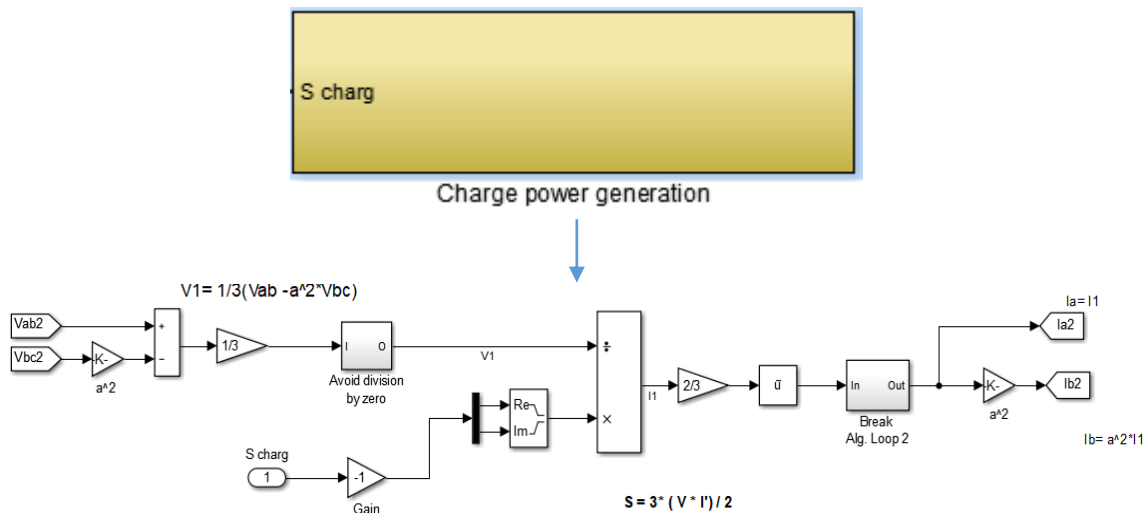 S charg
Charge power generation
V1= 1/3(Vab -a^2*Vbc)
Ia= I1
Vab2
+
Ia2
Vbc2
-K-
−
1/3
I
O
V1
÷
a^2
Avoid division
by zero
I1
2/3
ū
In
Out
-K-
Ib2
Re
Im
×
Break
Alg. Loop 2
a^2
Ib= a^2*I1
S charg
1
-1
Gain
S = 3* ( V * I') / 2